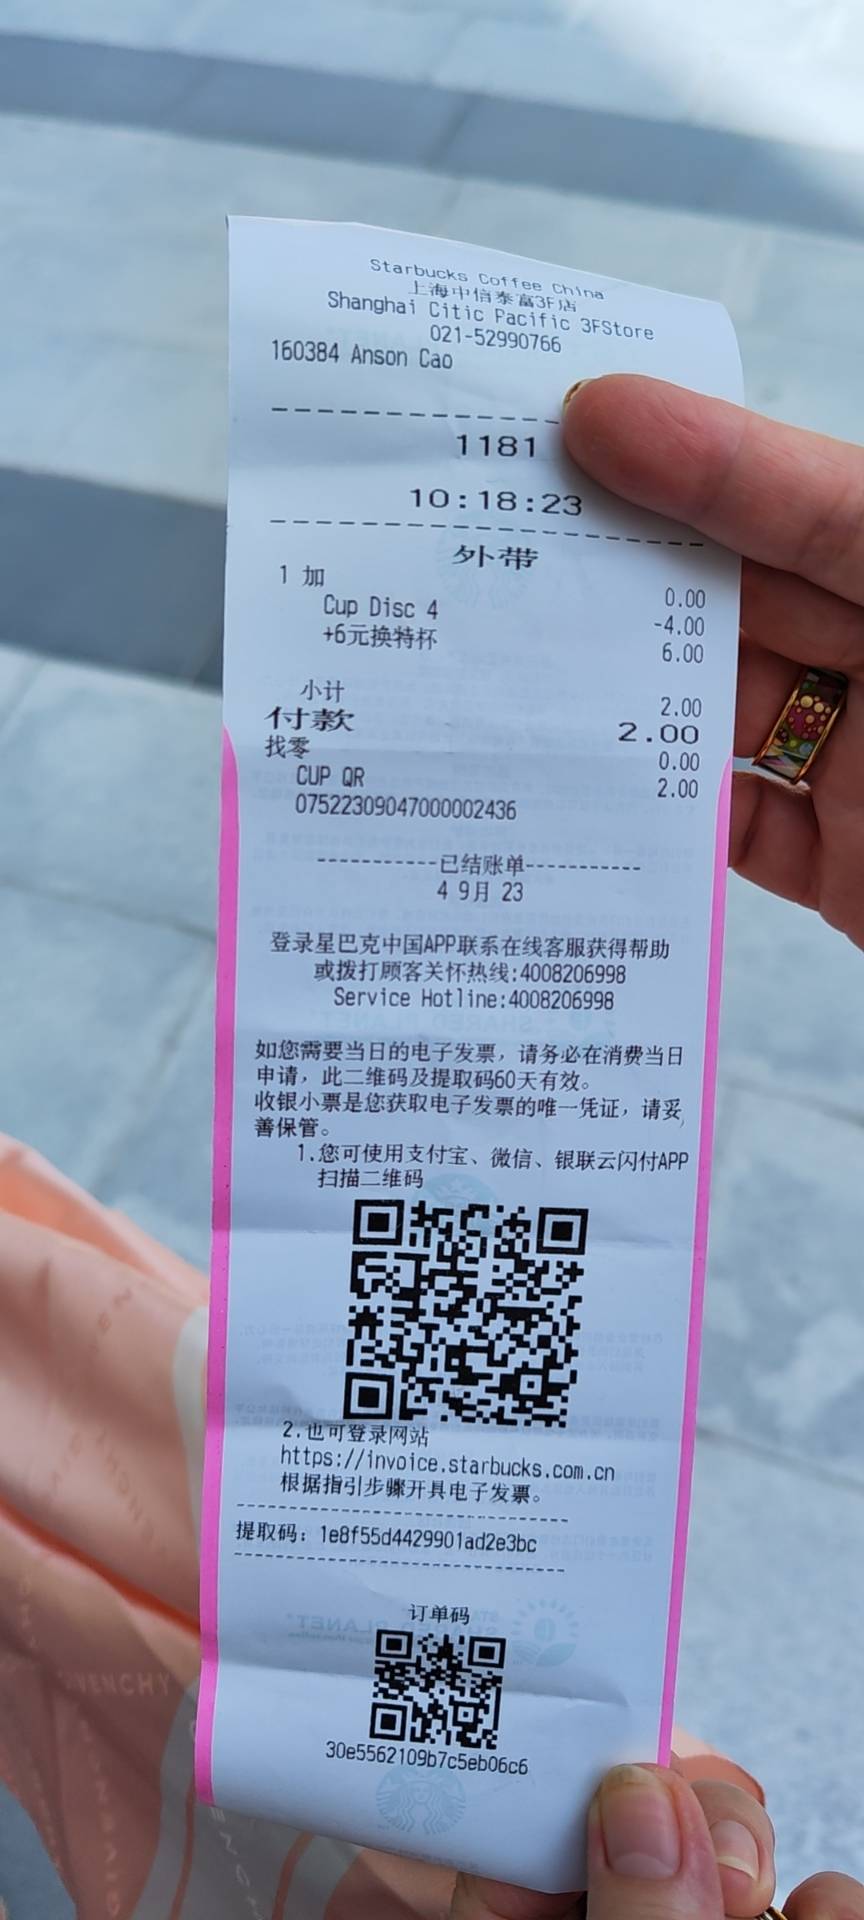 Starbucks Coffee China
上海中信泰富3F店
Shanghai Citic Pacific 3FStore
021-52990766
160384 Anson Cao
1181
10:18:23
外带
1 加 0.00
Cup Disc 4 -4.00
+6元换特杯 6.00
小计 2.00
付款 2.00
找零 0.00
CUP QR 2.00
07522309047000002436
-----------已结账单-----------
4 9月 23
登录星巴克中国APP联系在线客服获得帮助
或拨打顾客关怀热线:4008206998
Service Hotline:4008206998
如您需要当日的电子发票，请务必在消费当日
申请，此二维码及提取码60天有效。
收银小票是您获取电子发票的唯一凭证，请妥
善保管。
1.您可使用支付宝、微信、银联云闪付APP
扫描二维码
2.也可登录网站
https://invoice.starbucks.com.cn
根据指引步骤开具电子发票。
提取码：1e8f55d4429901ad2e3bc
订单码
30e5562109b7c5eb06c6
VENCHY